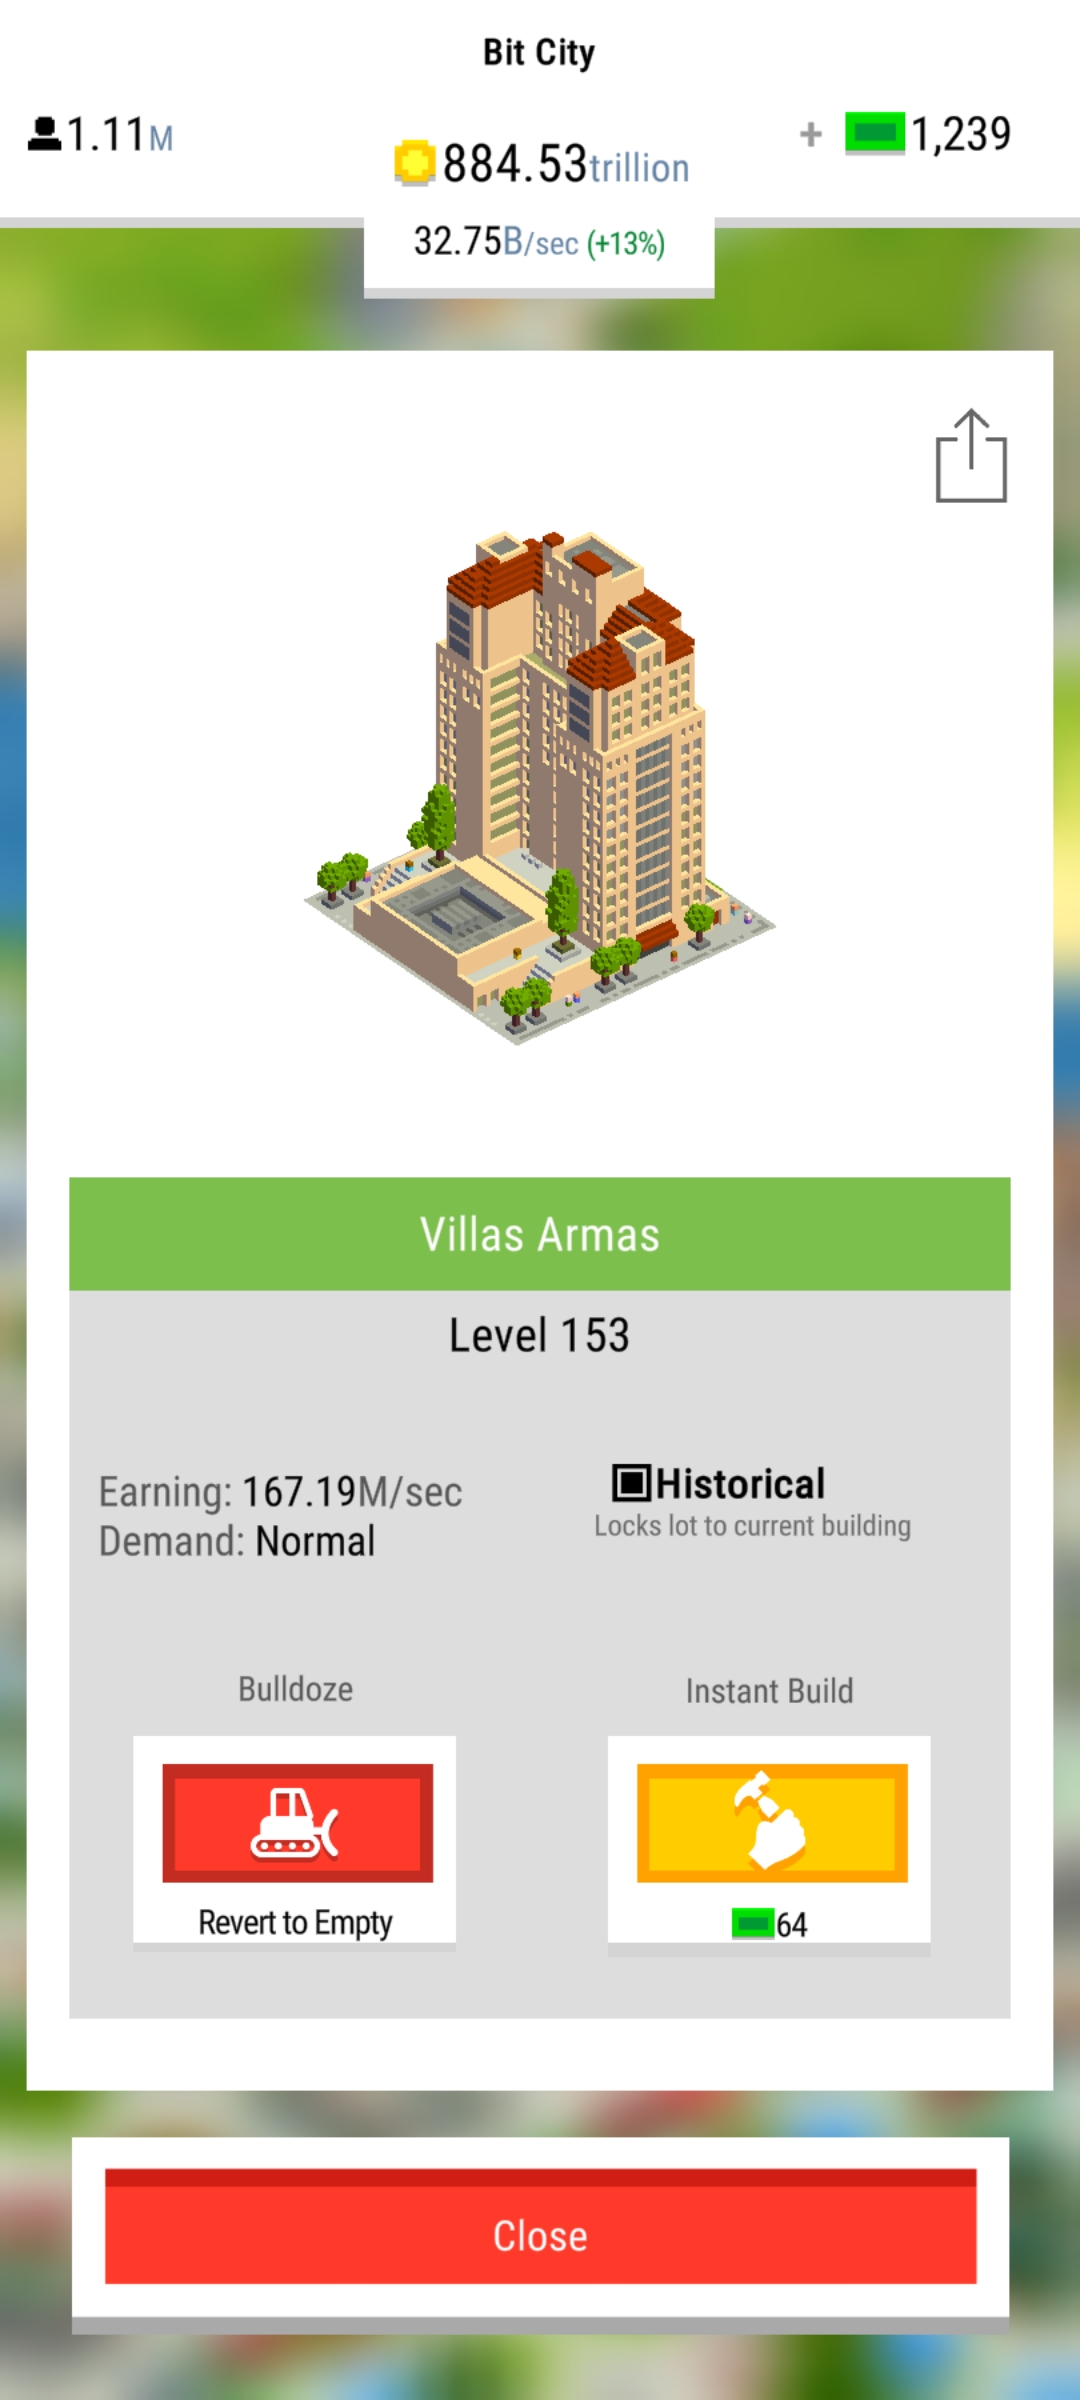 Bit City
1.11M
884.53trillion
+ 1,239
32.75B/sec (+13%)
Villas Armas
Level 153
Earning: 167.19M/sec
Demand: Normal
Historical
Locks lot to current building
Bulldoze
Instant Build
Revert to Empty
64
Close